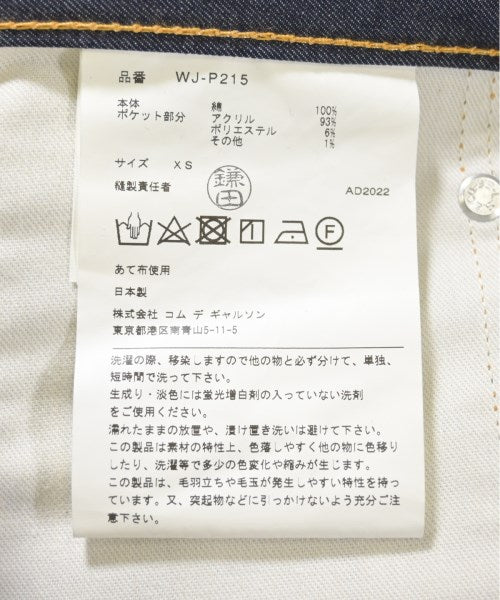 品番 WJ-P215
本体 綿 100%
ポケット部分 アクリル 93%
ポリエステル 6%
その他 1%
サイズ XS
縫製責任者 鎌田 AD2022
F
あて布使用
日本製
株式会社 コム デ ギャルソン
東京都港区南青山5-11-5
洗濯の際、移染しますので他の物と必ず分けて、単独、
短時間で洗って下さい。
生成り・淡色には蛍光増白剤の入っていない洗剤
をご使用ください。
濡れたままの放置や、漬け置き洗いは避けて下さい。
この製品は素材の特性上、色落しやすく他の物に色移り
したり、洗濯等で多少の色変化や縮みが生じます。
この製品は、毛羽立ちや毛玉が発生しやすい特性を持っ
ています。又、突起物などに引っかけないよう充分ご注
意下さい。